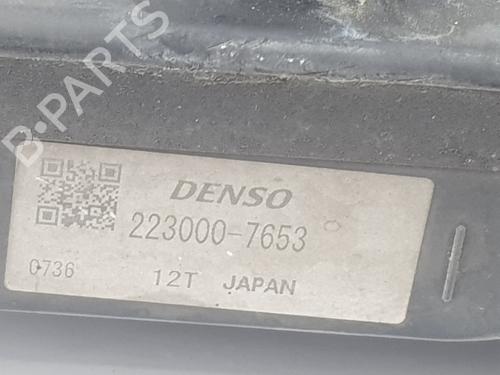 B-PARTS
DENSO
223000-7653
0736
12T JAPAN